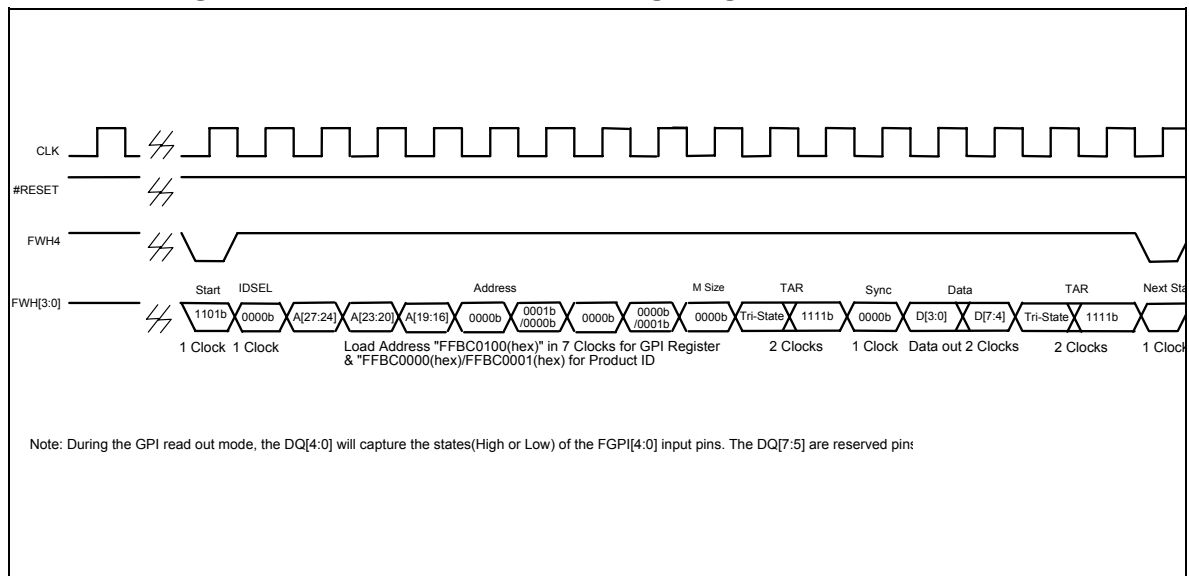 CLK
#RESET
FWH4
Start IDSEL Address M Size TAR Sync Data TAR Next Sta
FWH[3:0] 1101b 0000b A[27:24] A[23:20] A[19:16] 0000b 0001b /0000b 0000b 0000b /0001b 0000b Tri-State 1111b 0000b D[3:0] D[7:4] Tri-State 1111b
1 Clock 1 Clock Load Address "FFBC0100(hex)" in 7 Clocks for GPI Register 2 Clocks 1 Clock Data out 2 Clocks 2 Clocks 1 Clock
& "FFBC0000(hex)/FFBC0001(hex) for Product ID
Note: During the GPI read out mode, the DQ[4:0] will capture the states(High or Low) of the FGPI[4:0] input pins. The DQ[7:5] are reserved pins